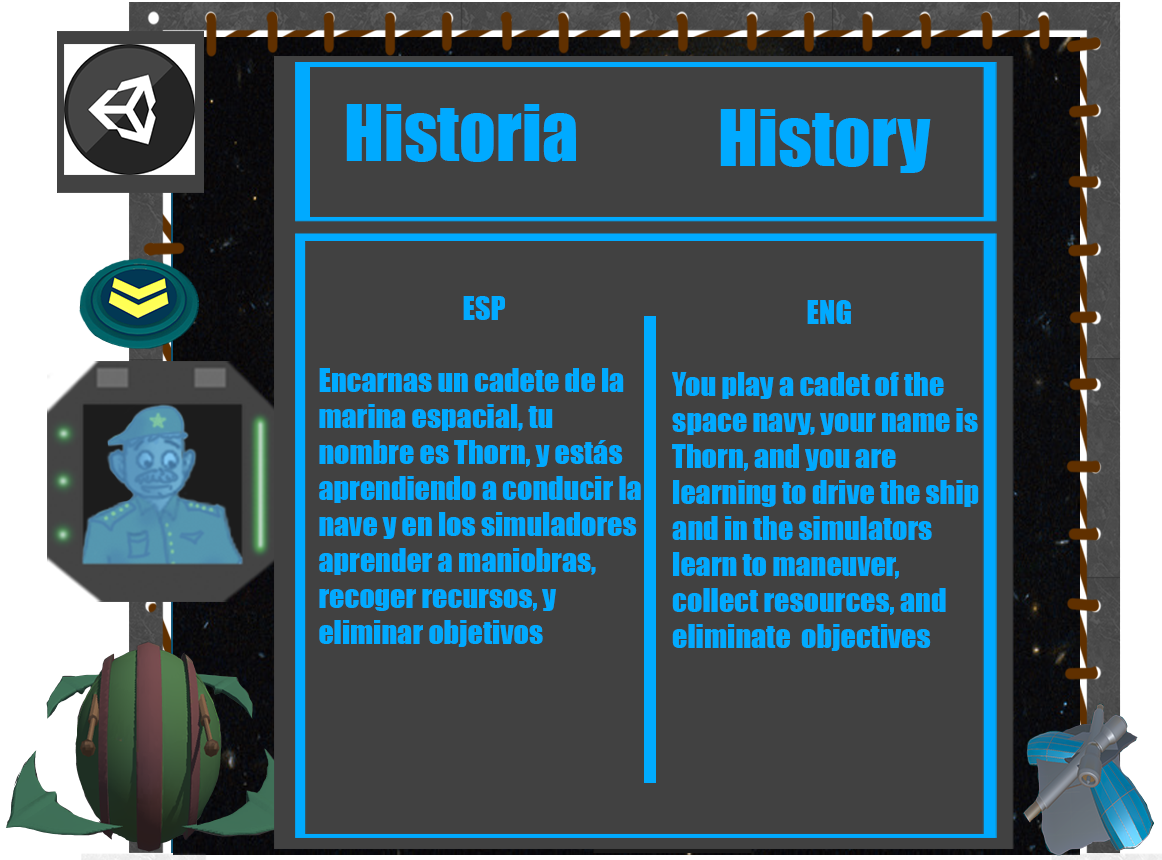 Historia
History
ESP
Encarnas un cadete de la
marina espacial, tu
nombre es Thorn, y estás
aprendiendo a conducir la
nave y en los simuladores
aprender a maniobras,
recoger recursos, y
eliminar objetivos
ENG
You play a cadet of the
space navy, your name is
Thorn, and you are
learning to drive the ship
and in the simulators
learn to maneuver,
collect resources, and
eliminate  objectives